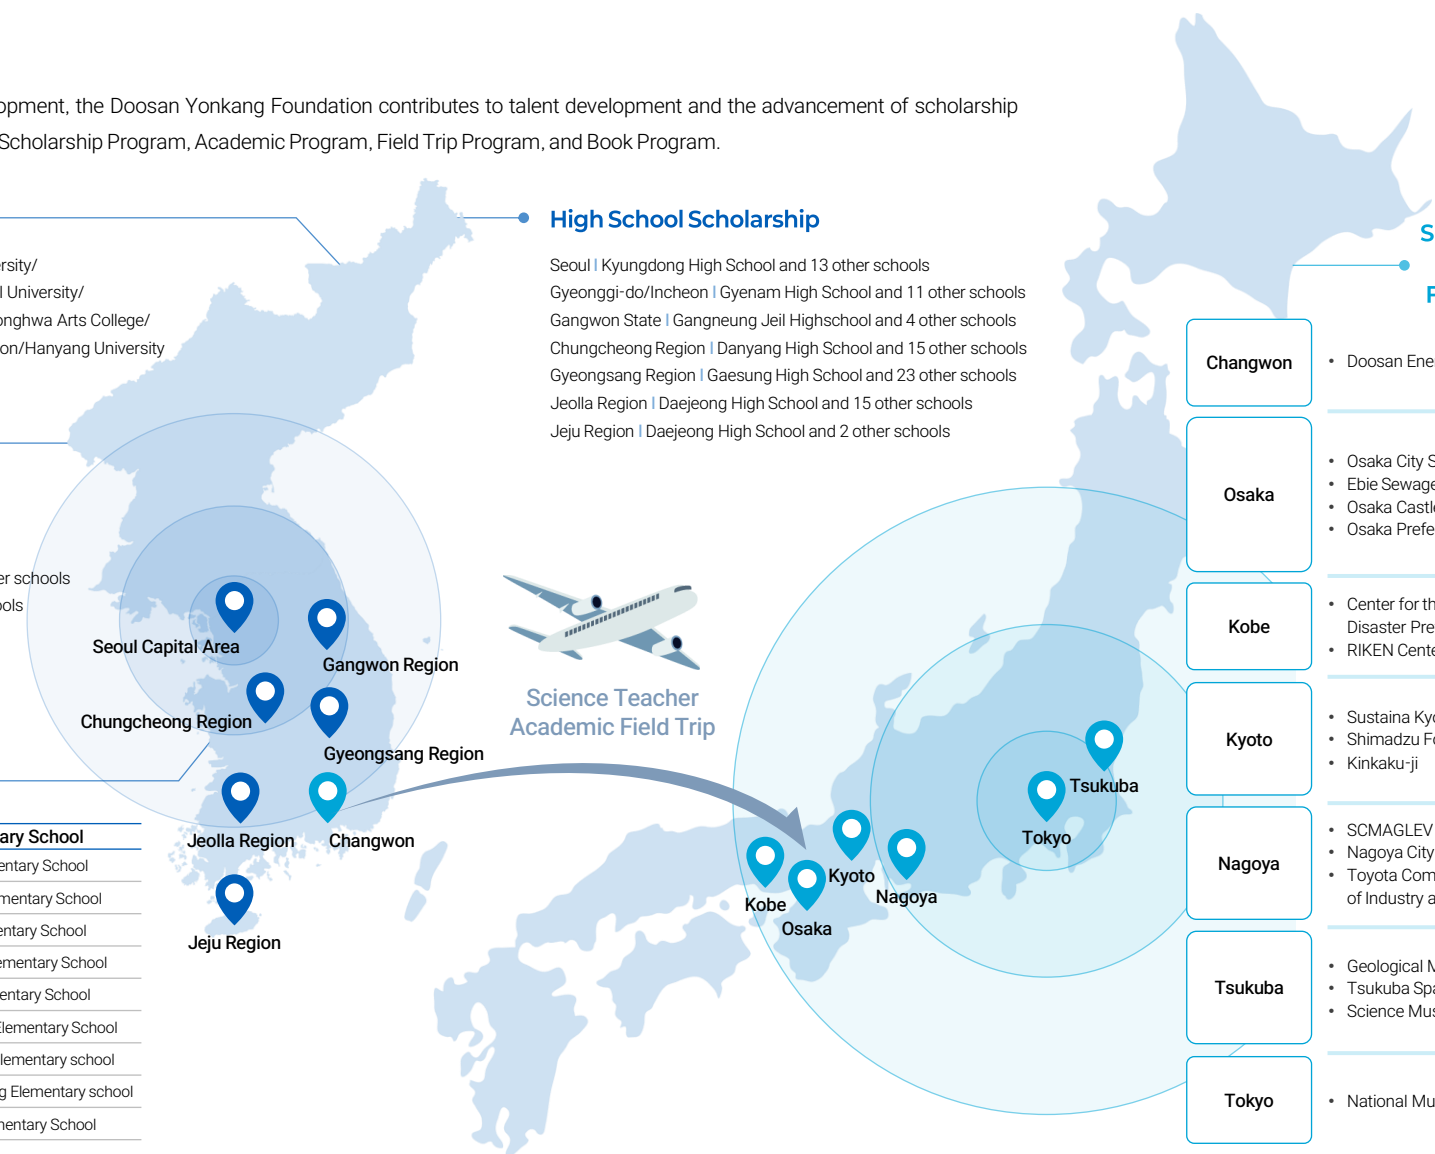 opment, the Doosan Yonkang Foundation contributes to talent development and the advancement of scholarship
Scholarship Program, Academic Program, Field Trip Program, and Book Program.
ersity/
l University/
onghwa Arts College/
on/Hanyang University
er schools
ools
ary School
entary School
mentary School
entary School
ementary School
entary School
Elementary School
lementary school
g Elementary school
mentary School
High School Scholarship
Seoul | Kyungdong High School and 13 other schools
Gyeonggi-do/Incheon | Gyenam High School and 11 other schools
Gangwon State | Gangneung Jeil Highschool and 4 other schools
Chungcheong Region | Danyang High School and 15 other schools
Gyeongsang Region | Gaesung High School and 23 other schools
Jeolla Region | Daejeong High School and 15 other schools
Jeju Region | Daejeong High School and 2 other schools
Seoul Capital Area
Gangwon Region
Chungcheong Region
Gyeongsang Region
Jeolla Region
Changwon
Jeju Region
Science Teacher
Academic Field Trip
Kobe
Osaka
Kyoto
Nagoya
Tokyo
Tsukuba
S
F
Changwon
• Doosan Ene
Osaka
• Osaka City S
• Ebie Sewage
• Osaka Castle
• Osaka Prefe
Kobe
• Center for th
Disaster Pre
• RIKEN Cente
Kyoto
• Sustaina Kyo
• Shimadzu Fo
• Kinkaku-ji
Nagoya
• SCMAGLEV
• Nagoya City
• Toyota Com
of Industry a
Tsukuba
• Geological M
• Tsukuba Spa
• Science Mus
Tokyo
• National Mu